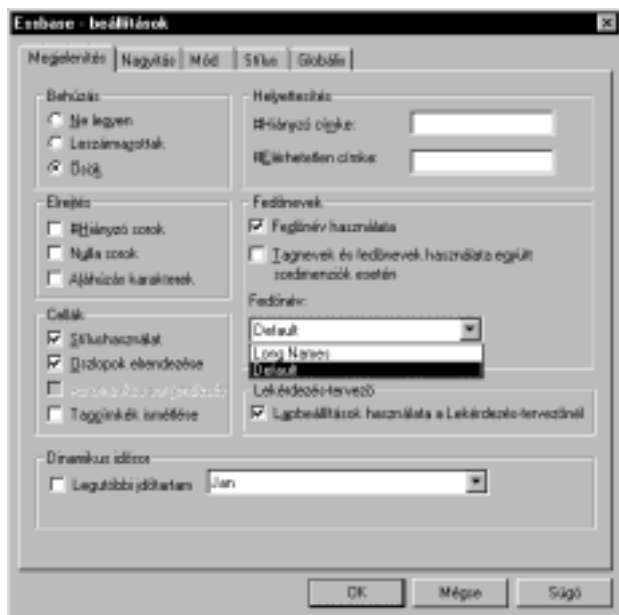 Essbase - beállítások
Megjelenítés Nagyítás Mód Stílus Globális
Behúzás
Ne legyen
Leszármazottak
Ősök
Helyettesítés
#Hiányzó címke:
#Elérhetetlen címke:
Elrejtés
#Hiányzó sorok
Nulla sorok
Aláhúzás karakterek
Fedőnevek
Fedőnév használata
Tagnevek és fedőnevek használata együtt
sordimenziók esetén
Fedőnév:
Default
Long Names
Default
Cellák
Stílushasználat
Oszlopok elrendezése
Tagcímkék ismétlése
Lekérdezés-tervező
Lapbeállítások használata a Lekérdezés-tervezőnél
Dinamikus idősor
Legutóbbi időtartam Jan
OK Mégse Súgó